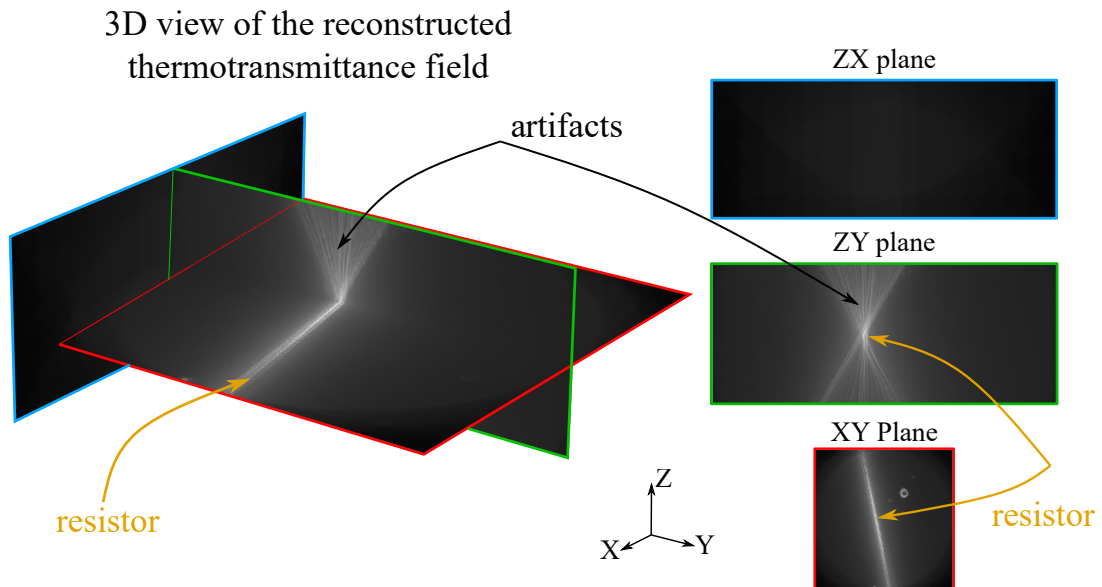 3D view of the reconstructed
thermotransmittance field
ZX plane
artifacts
ZY plane
XY Plane
resistor
Z
X
Y
resistor